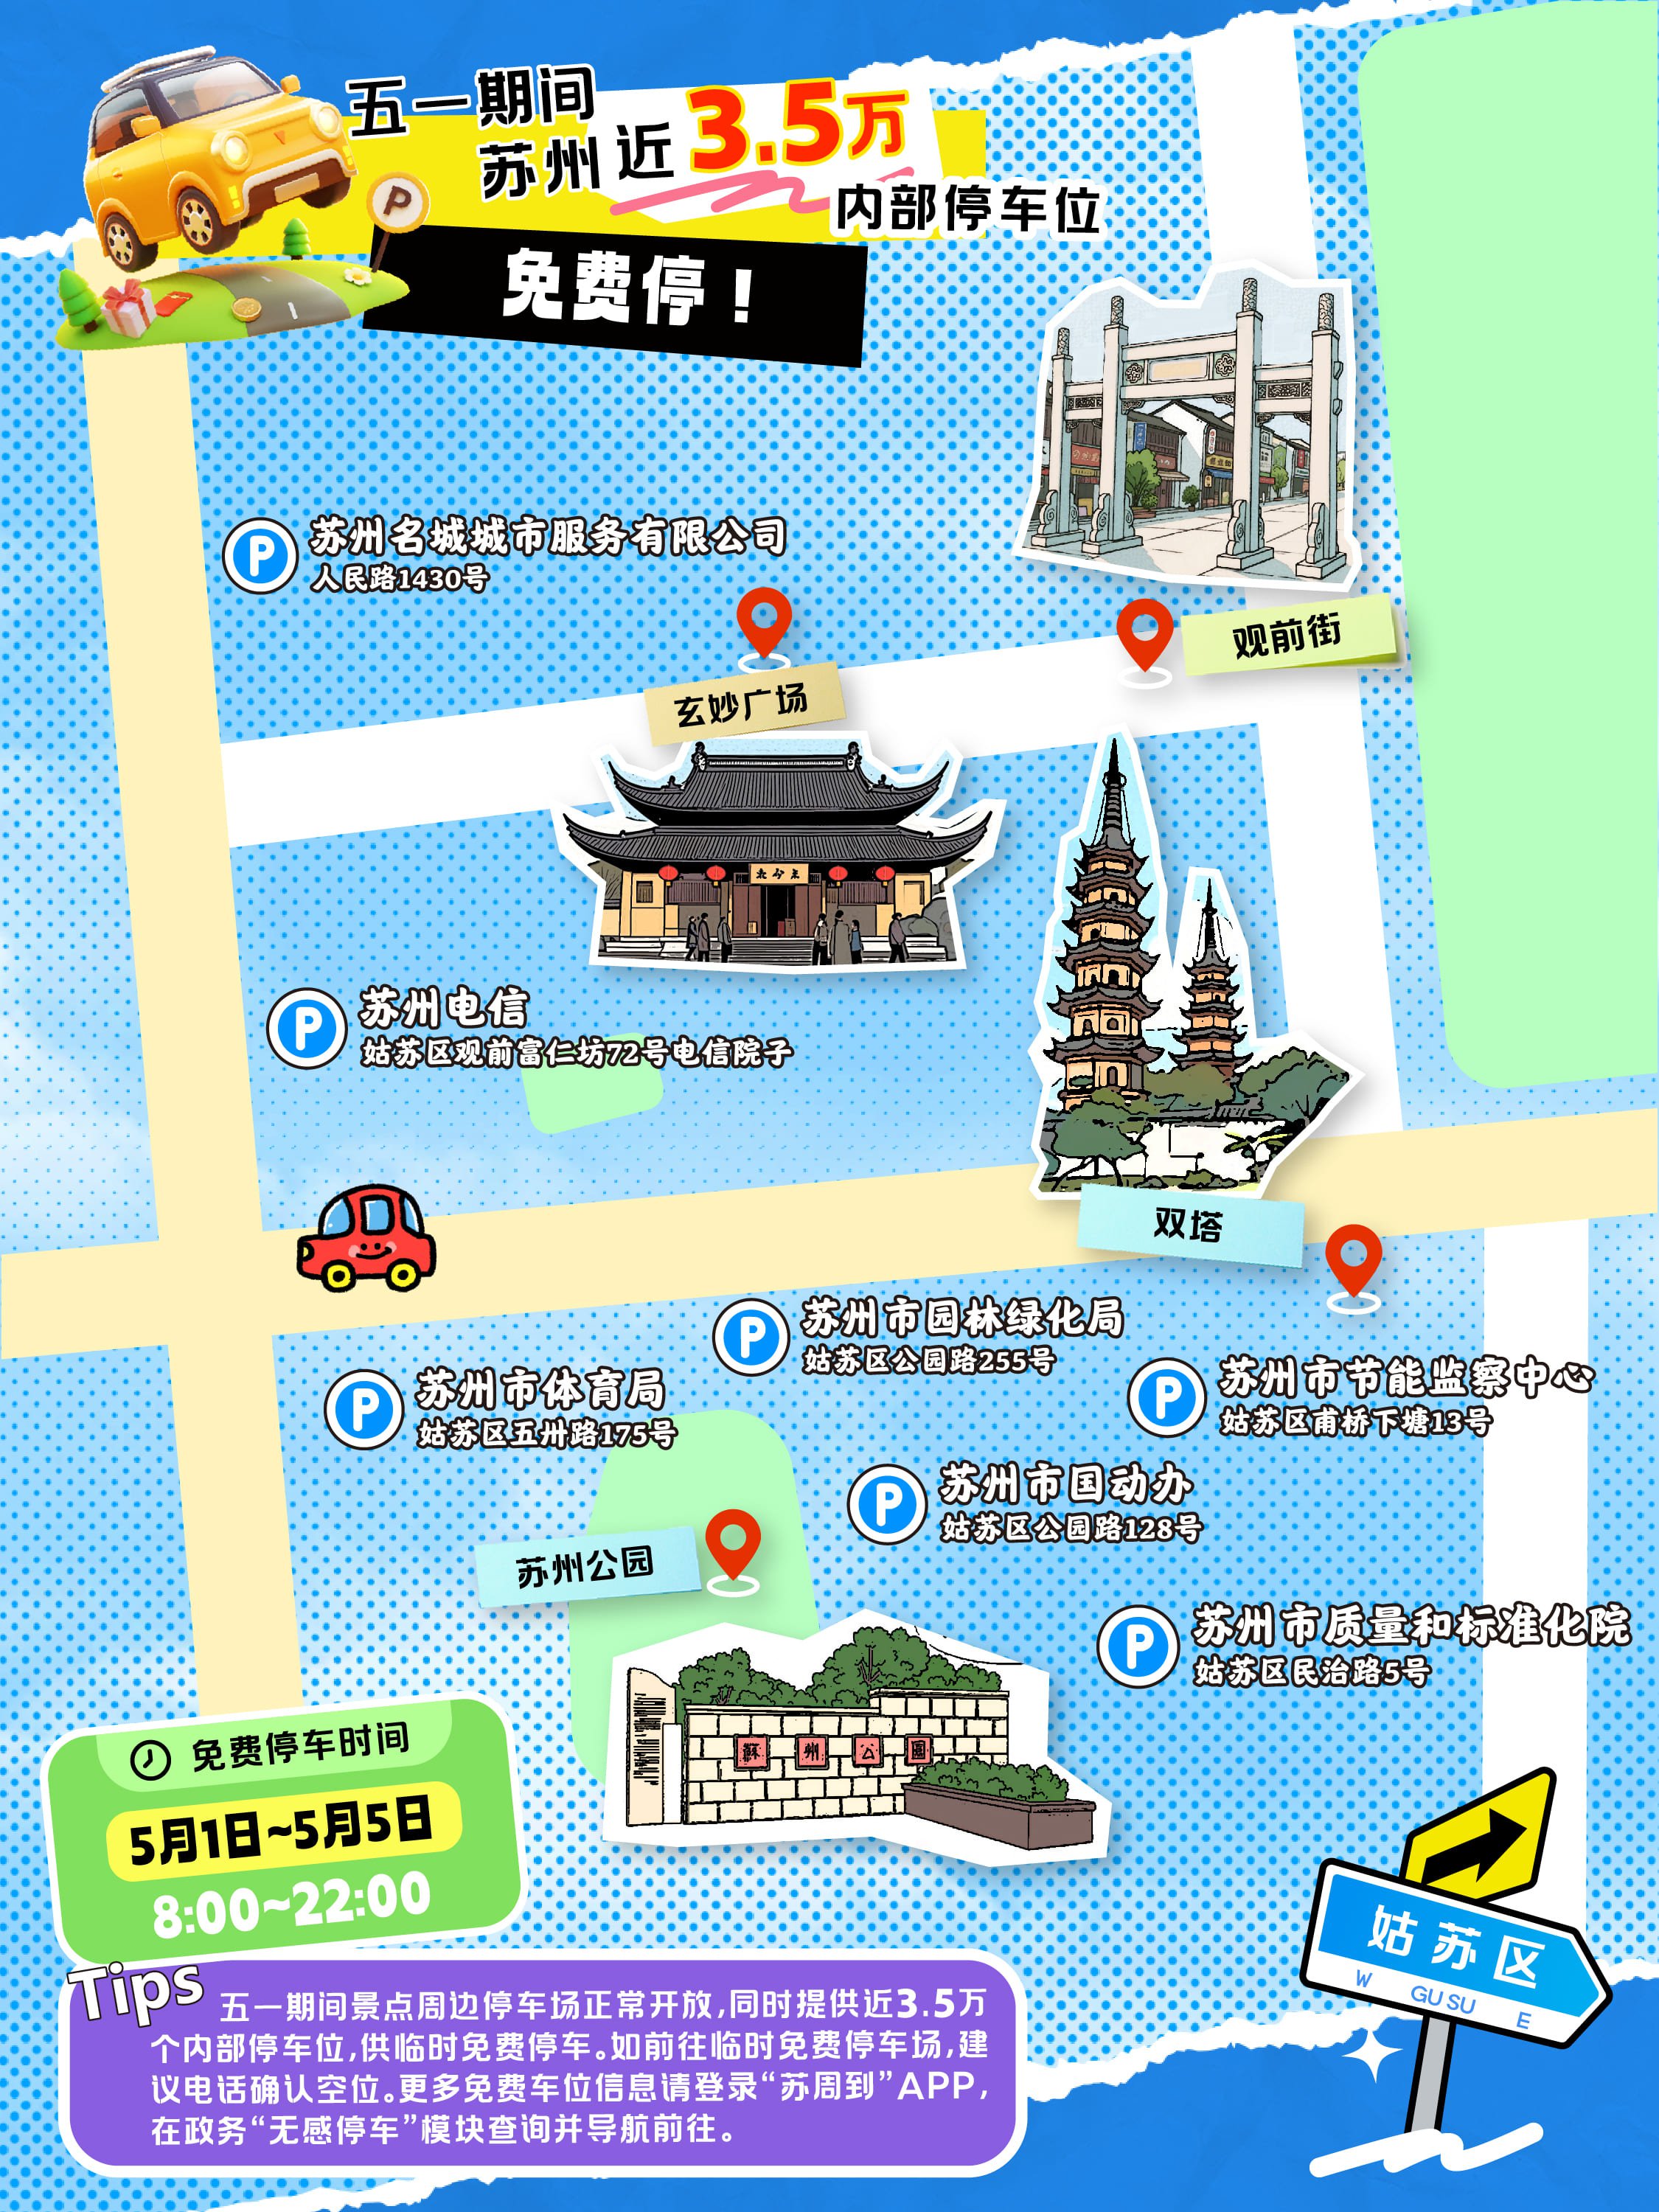 五一期间
苏州近3.5万
内部停车位
免费停！
P
苏州名城城市服务有限公司
人民路1430号
观前街
玄妙广场
苏州电信
姑苏区观前富仁坊72号电信院子
双塔
苏州市园林绿化局
姑苏区公园路255号
苏州市体育局
姑苏区五卅路175号
苏州市节能监察中心
姑苏区甫桥下塘13号
苏州市国动办
姑苏区公园路128号
苏州公园
苏州市质量和标准化院
姑苏区民治路5号
蘇州公園
免费停车时间
5月1日~5月5日
8:00~22:00
姑苏区
W GU SU E
Tips
五一期间景点周边停车场正常开放,同时提供近3.5万
个内部停车位,供临时免费停车。如前往临时免费停车场,建
议电话确认空位。更多免费车位信息请登录“苏周到”APP,
在政务“无感停车”模块查询并导航前往。